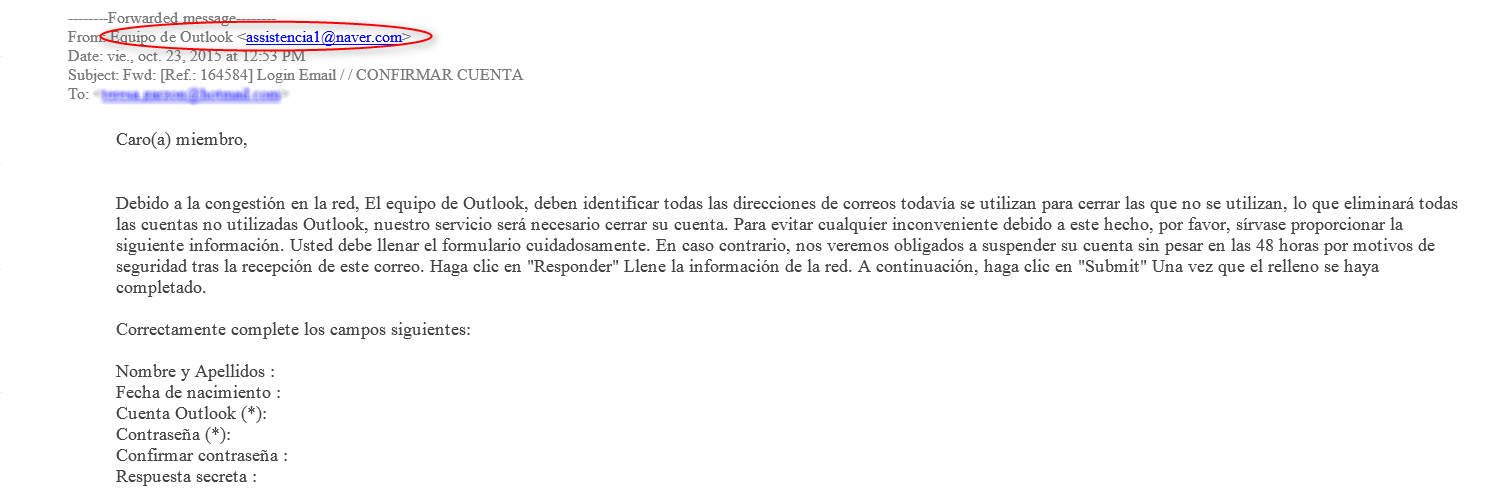 --------Forwarded message--------
From: Equipo de Outlook <assistencia1@naver.com>
Date: vie., oct. 23, 2015 at 12:53 PM
Subject: Fwd: [Ref.: 164584] Login Email / / CONFIRMAR CUENTA
To:
Caro(a) miembro,
Debido a la congestión en la red, El equipo de Outlook, deben identificar todas las direcciones de correos todavía se utilizan para cerrar las que no se utilizan, lo que eliminará todas
las cuentas no utilizadas Outlook, nuestro servicio será necesario cerrar su cuenta. Para evitar cualquier inconveniente debido a este hecho, por favor, sírvase proporcionar la
siguiente información. Usted debe llenar el formulario cuidadosamente. En caso contrario, nos veremos obligados a suspender su cuenta sin pesar en las 48 horas por motivos de
seguridad tras la recepción de este correo. Haga clic en "Responder" Llene la información de la red. A continuación, haga clic en "Submit" Una vez que el relleno se haya
completado.
Correctamente complete los campos siguientes:
Nombre y Apellidos :
Fecha de nacimiento :
Cuenta Outlook (*):
Contraseña (*):
Confirmar contraseña :
Respuesta secreta :